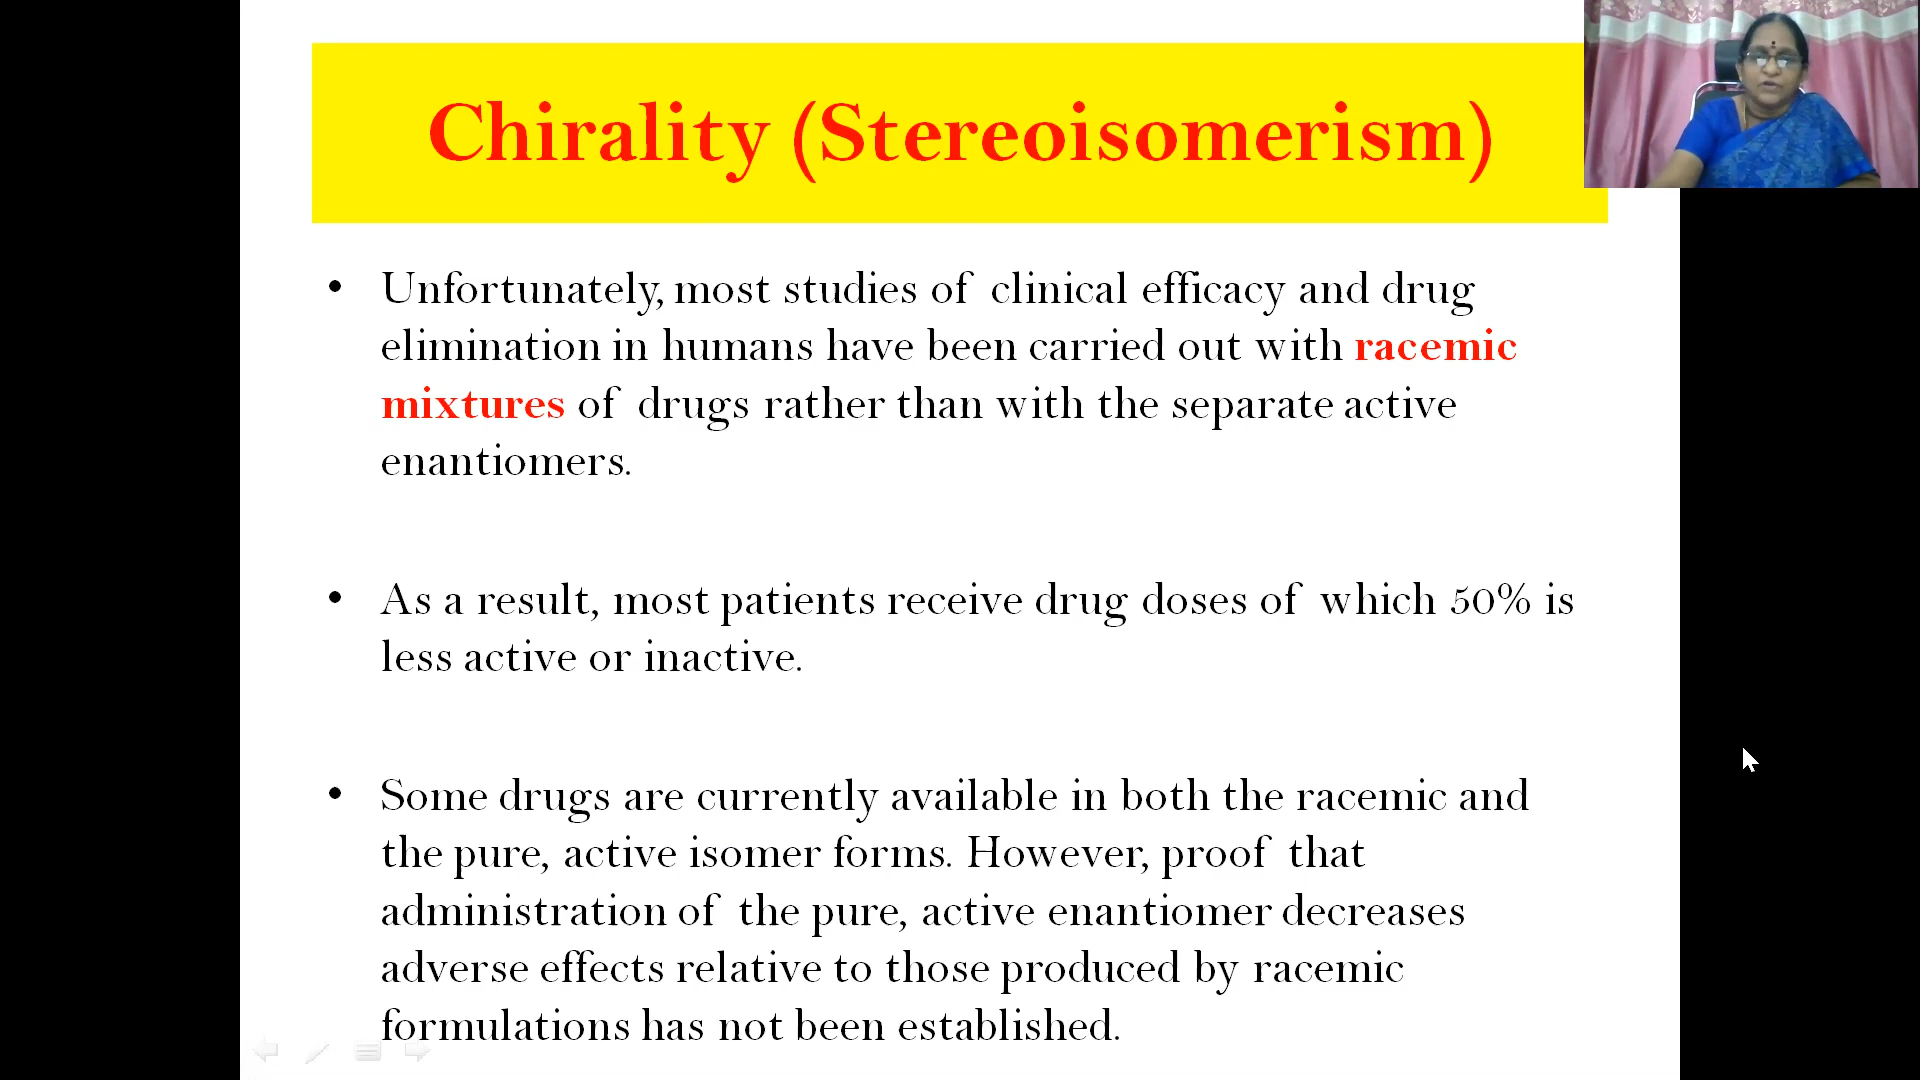 Chirality (Stereoisomerism)
• Unfortunately, most studies of clinical efficacy and drug
elimination in humans have been carried out with racemic
mixtures of drugs rather than with the separate active
enantiomers.
• As a result, most patients receive drug doses of which 50% is
less active or inactive.
• Some drugs are currently available in both the racemic and
the pure, active isomer forms. However, proof that
administration of the pure, active enantiomer decreases
adverse effects relative to those produced by racemic
formulations has not been established.